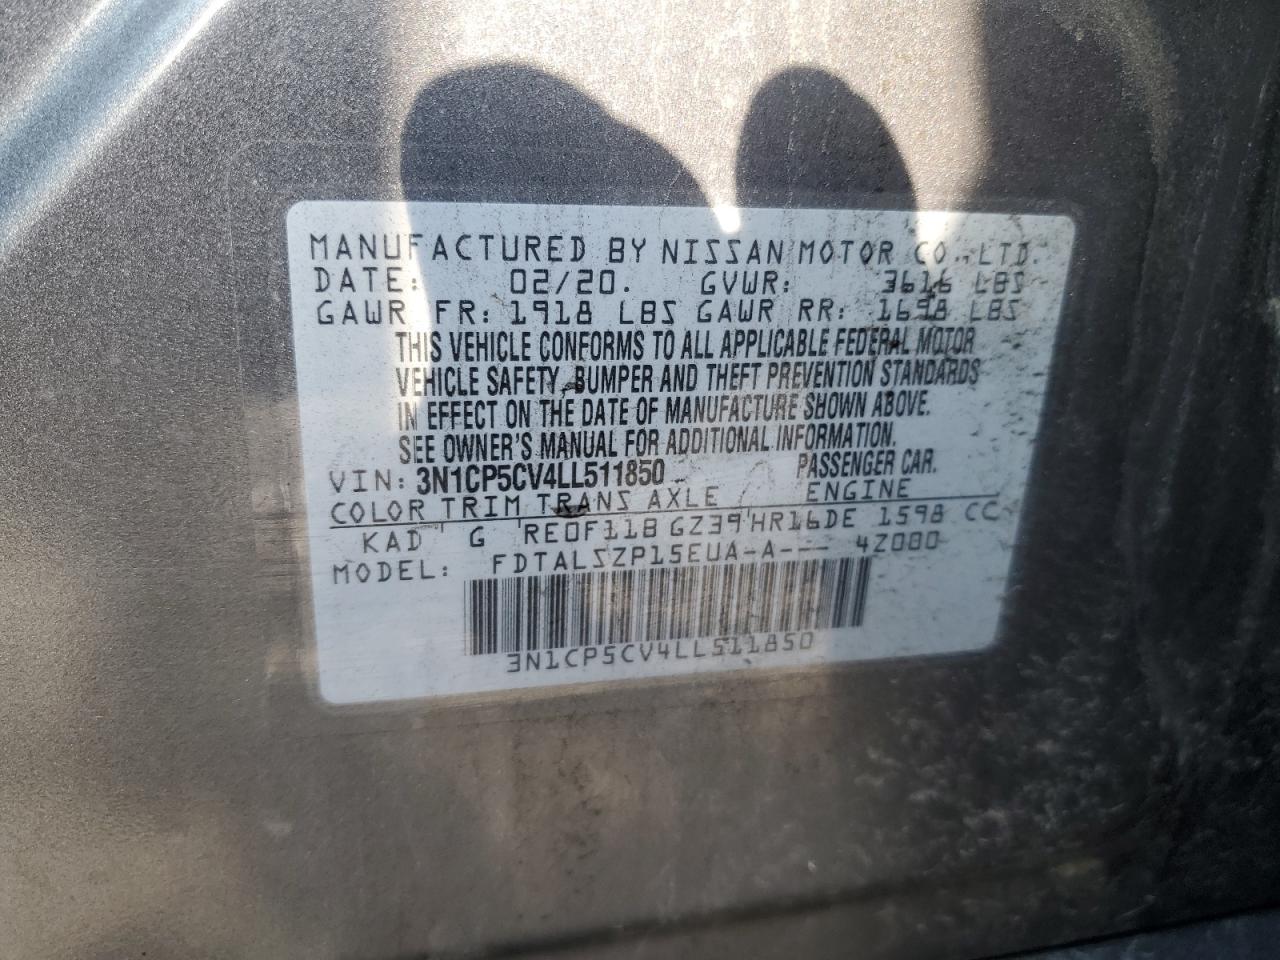 MANUFACTURED BY NISSAN MOTOR CO., LTD.
DATE: 02/20. GVWR: 3616 LBS
GAWR FR: 1918 LBS GAWR RR: 1698 LBS
THIS VEHICLE CONFORMS TO ALL APPLICABLE FEDERAL MOTOR
VEHICLE SAFETY, BUMPER AND THEFT PREVENTION STANDARDS
IN EFFECT ON THE DATE OF MANUFACTURE SHOWN ABOVE.
SEE OWNER'S MANUAL FOR ADDITIONAL INFORMATION.
VIN: 3N1CP5CV4LL511850 PASSENGER CAR.
COLOR TRIM TRANS AXLE ENGINE
KAD G RE0F11B GZ39 HR16DE 1598 CC
MODEL: FDTALSZP15EUA-A--- 4Z080
3N1CP5CV4LL511850